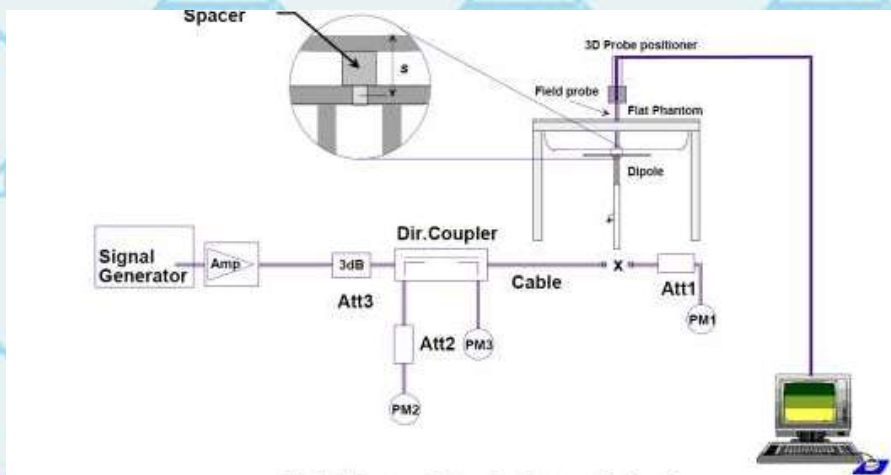 Spacer
s
3D Probe positioner
Field probe
Flat Phantom
Dipole
Dir.Coupler
Signal
Generator
Amp
3dB
Cable
x
Att1
Att3
PM1
Att2
PM3
PM2